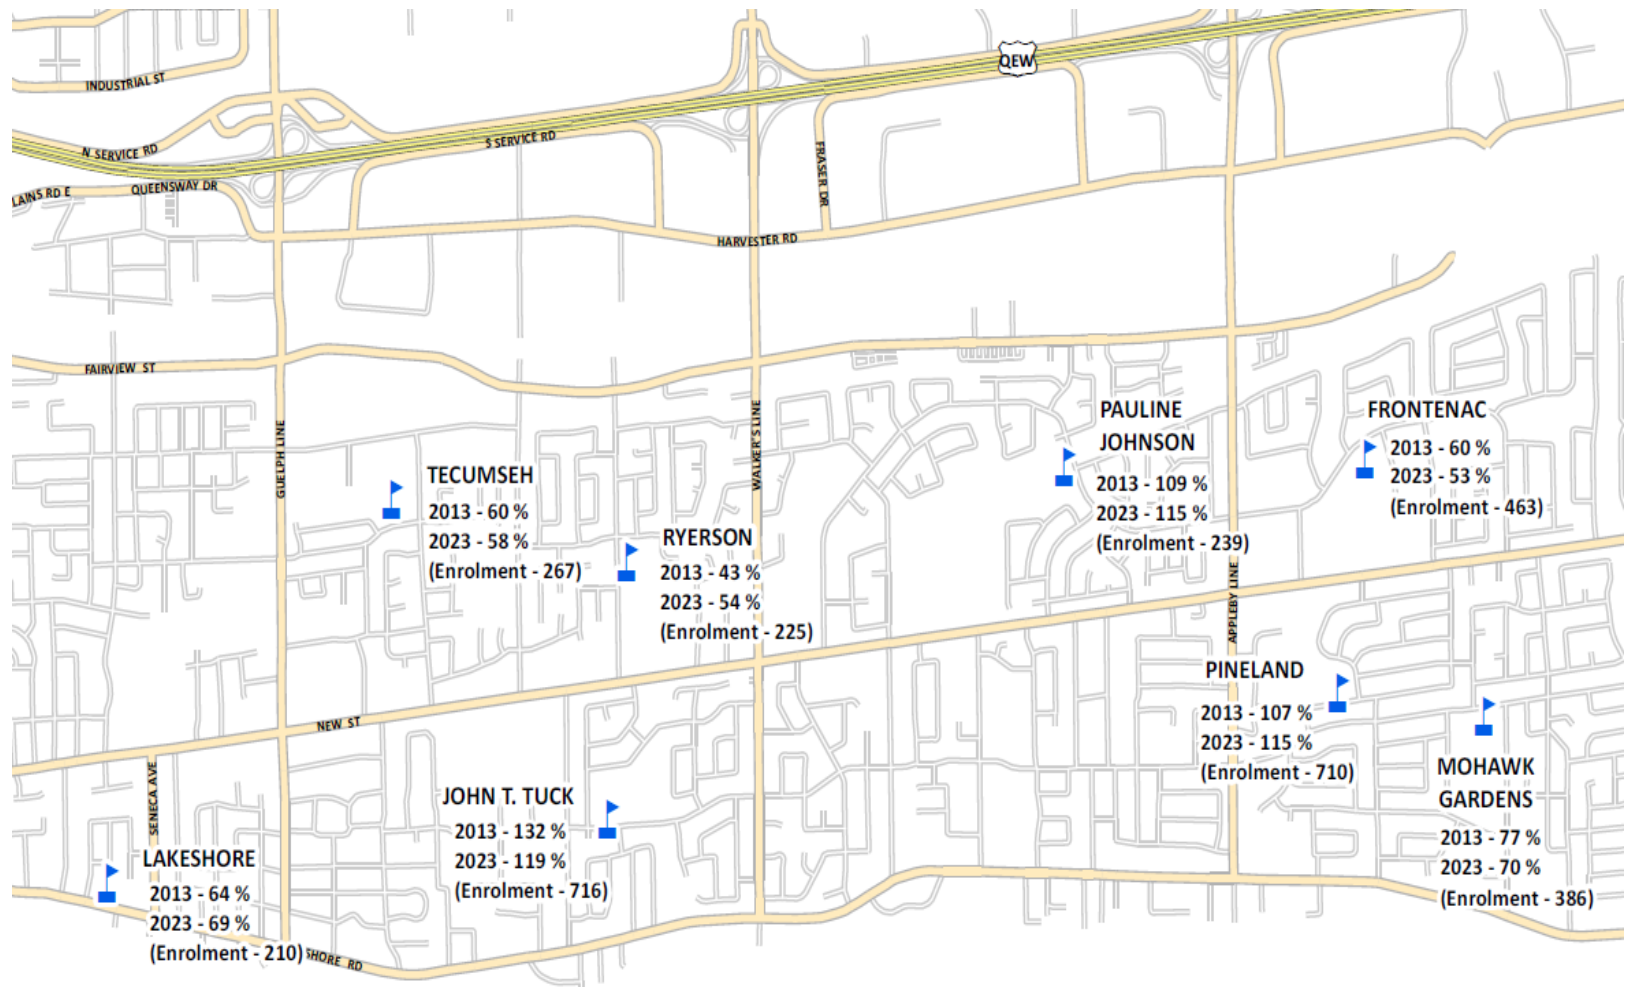 QEW
INDUSTRIAL ST
N SERVICE RD
S SERVICE RD
FRASER DR
LAINS RD E
QUEENSWAY DR
HARVESTER RD
FAIRVIEW ST
GUELPH LINE
WALKER'S LINE
PAULINE
JOHNSON
2013 - 109 %
2023 - 115 %
(Enrolment - 239)
FRONTENAC
2013 - 60 %
2023 - 53 %
(Enrolment - 463)
TECUMSEH
2013 - 60 %
2023 - 58 %
(Enrolment - 267)
RYERSON
2013 - 43 %
2023 - 54 %
(Enrolment - 225)
APPLEBY LINE
PINELAND
2013 - 107 %
2023 - 115 %
(Enrolment - 710)
NEW ST
SENECA AVE
JOHN T. TUCK
2013 - 132 %
2023 - 119 %
(Enrolment - 716)
MOHAWK
GARDENS
2013 - 77 %
2023 - 70 %
(Enrolment - 386)
LAKESHORE
2013 - 64 %
2023 - 69 %
(Enrolment - 210)
SHORE RD